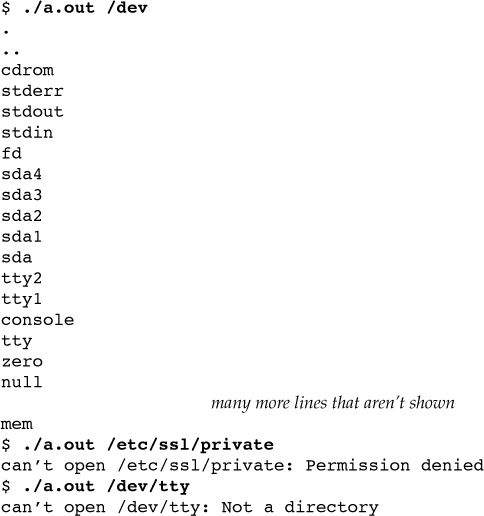 $ ./a.out /dev
.
..
cdrom
stderr
stdout
stdin
fd
sda4
sda3
sda2
sda1
sda
tty2
tty1
console
tty
zero
null
many more lines that aren’t shown
mem
$ ./a.out /etc/ssl/private
can’t open /etc/ssl/private: Permission denied
$ ./a.out /dev/tty
can’t open /dev/tty: Not a directory